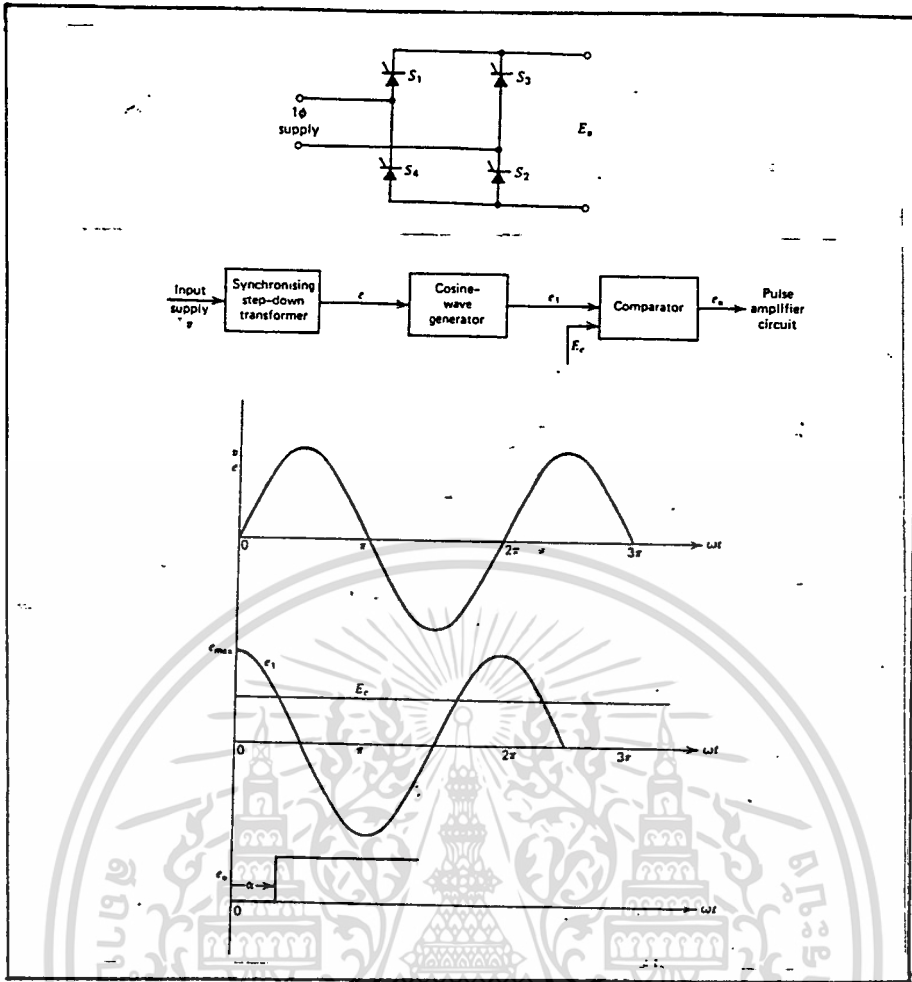 S1
S3
1ϕ
supply
Eo
S4
S2
Input
supply
v
Synchronising
step-down
transformer
e
Cosine-
wave
generator
e1
Comparator
eo
Pulse
amplifier
circuit
Ec
v
e
0
π
2π
3π
ωt
emax
e1
Ec
0
π
2π
3π
ωt
eo
α
0
ωt